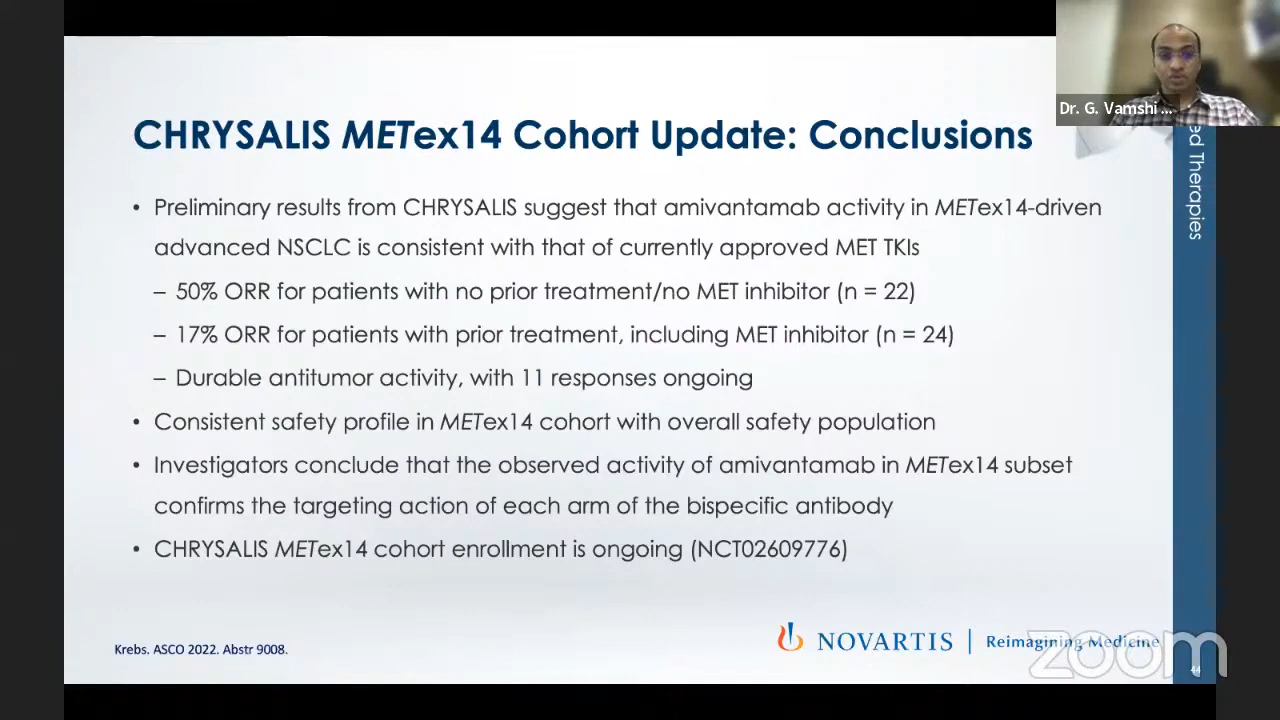 Dr. G. Vamshi ...
ed Therapies
CHRYSALIS METex14 Cohort Update: Conclusions
• Preliminary results from CHRYSALIS suggest that amivantamab activity in METex14-driven
advanced NSCLC is consistent with that of currently approved MET TKIs
– 50% ORR for patients with no prior treatment/no MET inhibitor (n = 22)
– 17% ORR for patients with prior treatment, including MET inhibitor (n = 24)
– Durable antitumor activity, with 11 responses ongoing
• Consistent safety profile in METex14 cohort with overall safety population
• Investigators conclude that the observed activity of amivantamab in METex14 subset
confirms the targeting action of each arm of the bispecific antibody
• CHRYSALIS METex14 cohort enrollment is ongoing (NCT02609776)
Krebs. ASCO 2022. Abstr 9008.
NOVARTIS | Reimagining Medicine
zoom
44